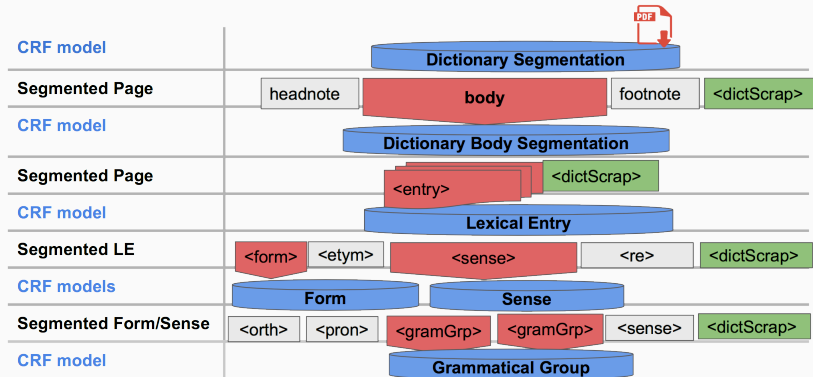 PDF
CRF model
Dictionary Segmentation
Segmented Page
headnote body footnote <dictScrap>
CRF model
Dictionary Body Segmentation
Segmented Page
<entry> <dictScrap>
CRF model
Lexical Entry
Segmented LE
<form> <etym> <sense> <re> <dictScrap>
CRF models
Form Sense
Segmented Form/Sense
<orth> <pron> <gramGrp> <gramGrp> <sense> <dictScrap>
CRF model
Grammatical Group